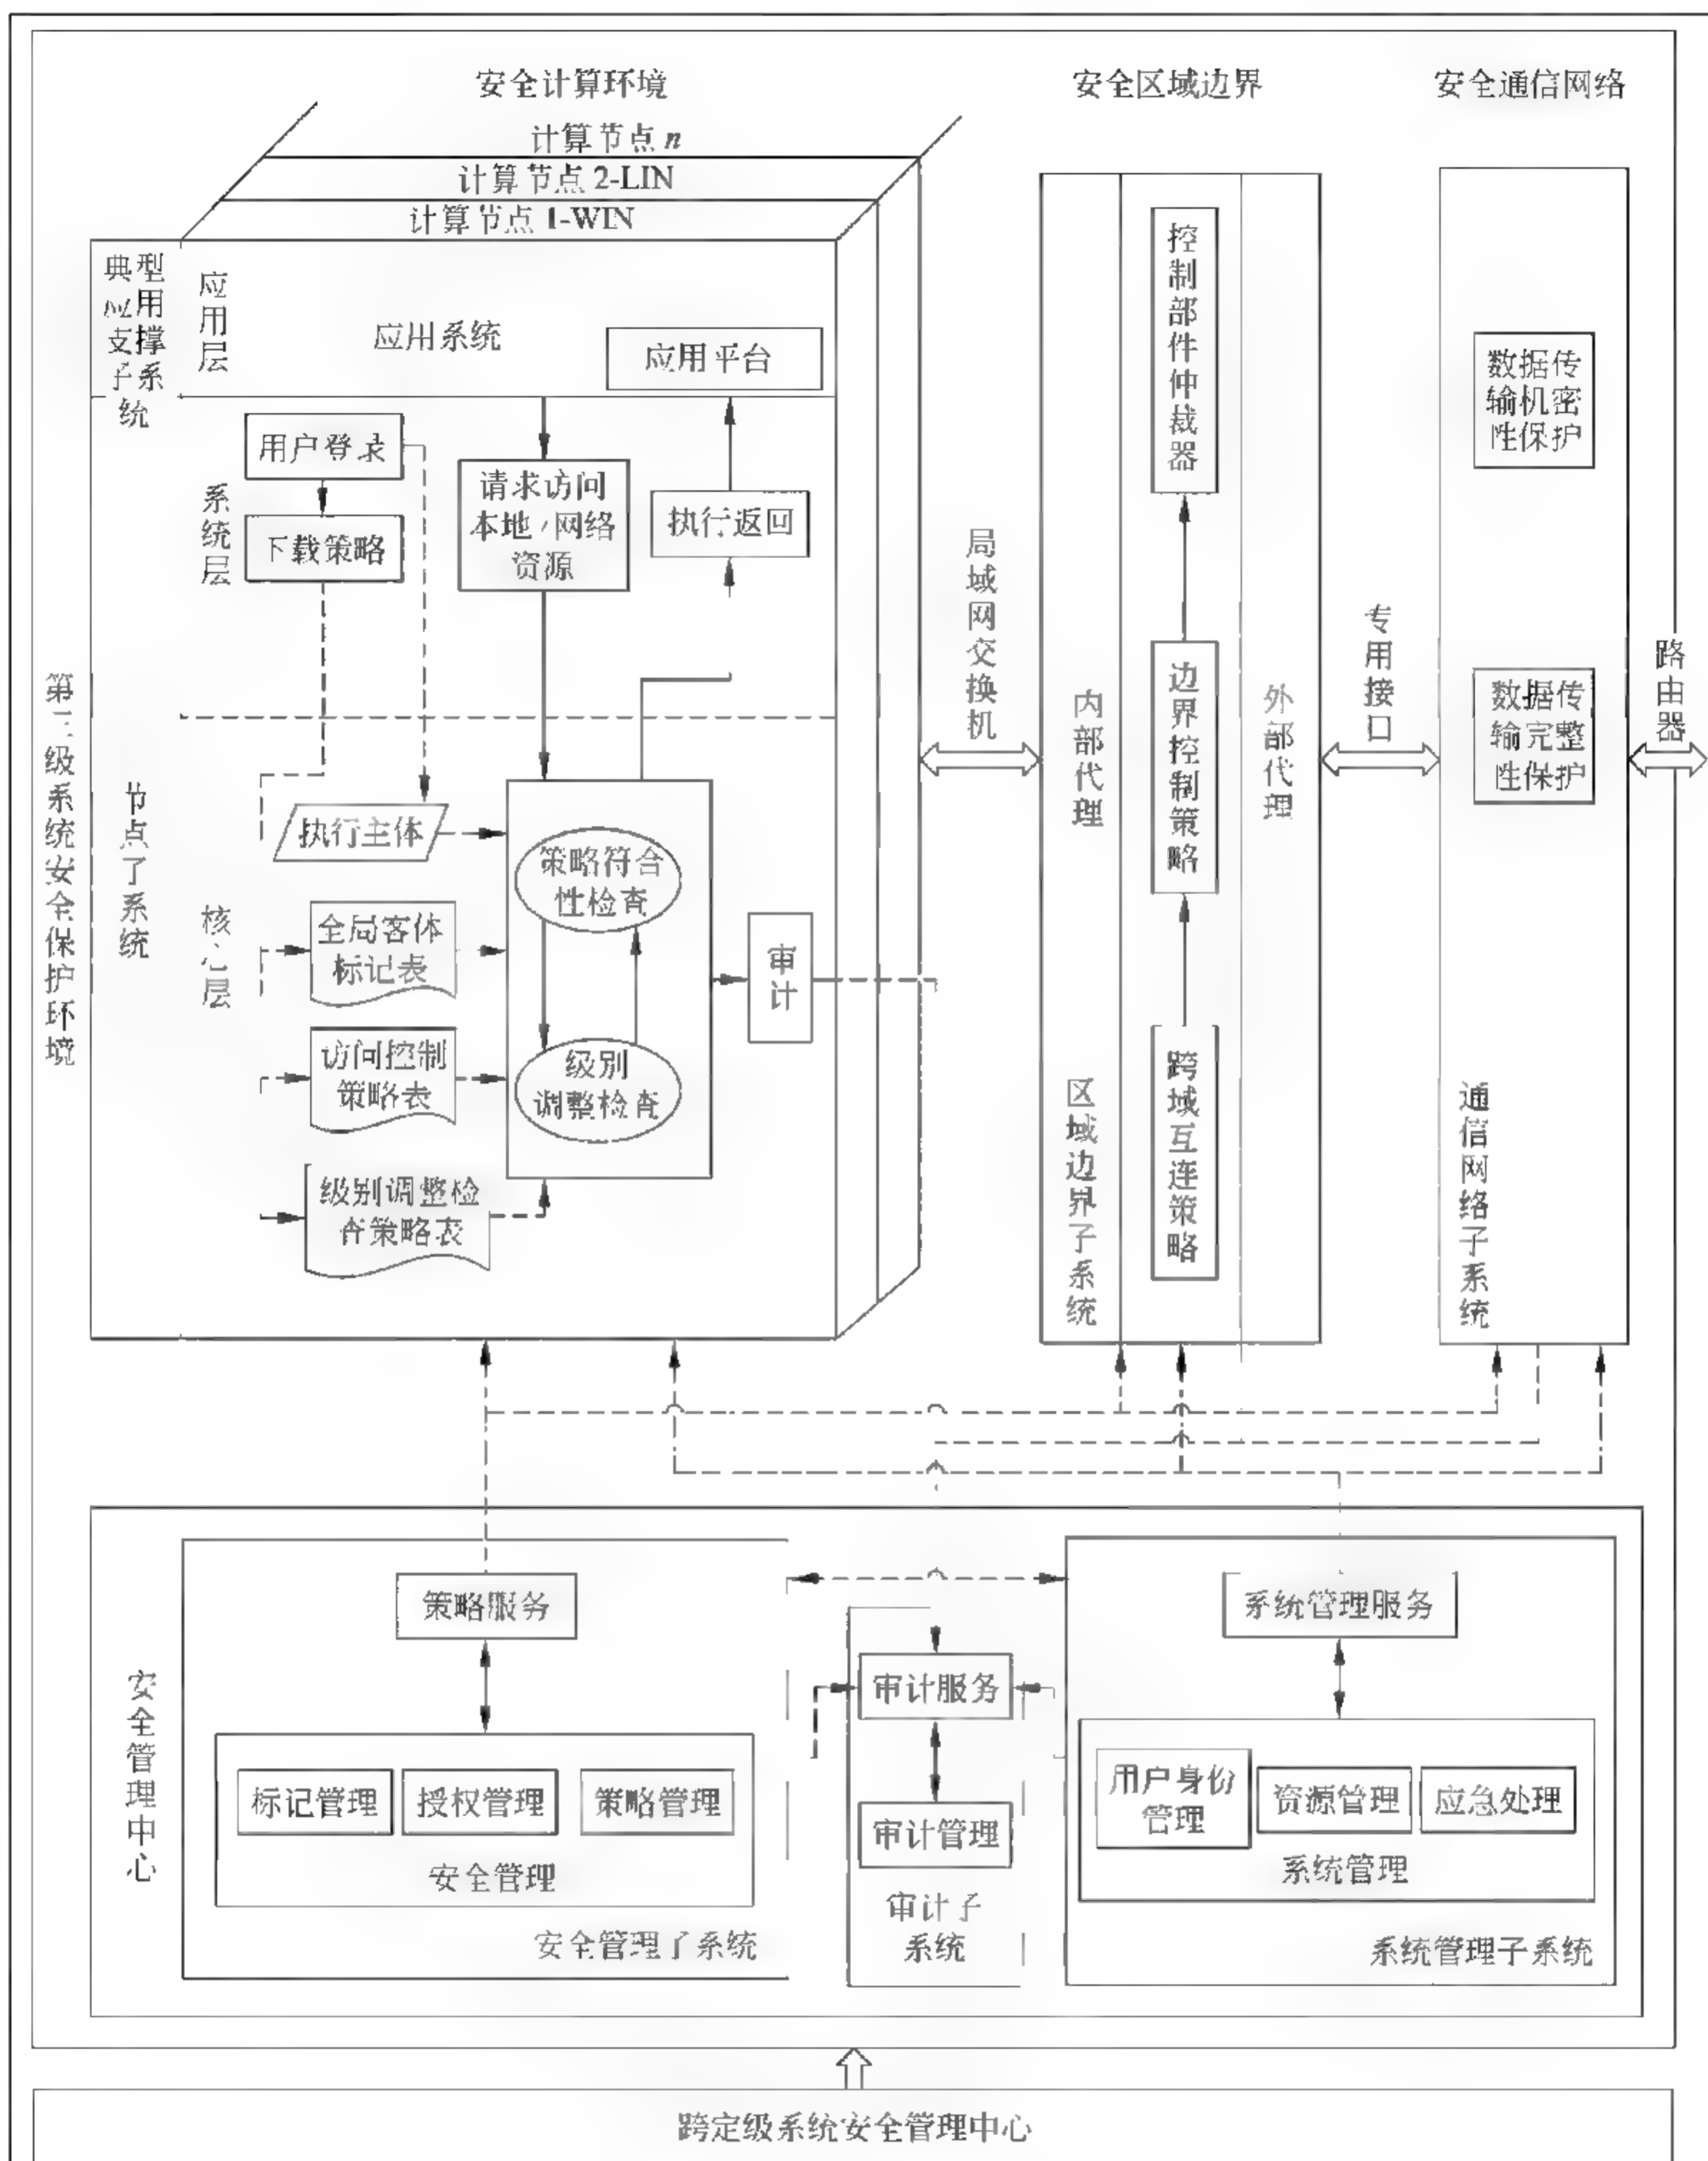 安全计算环境
安全区域边界
安全通信网络
计算节点 n
计算节点 2-LIN
计算节点 1-WIN
典型
应用
支撑
子系
统
应用层
应用系统
应用平台
用户登录
下载策略
系统层
请求访问
本地/网络
资源
执行返回
第三级系统安全保护环境
节点子系统
核心层
执行主体
策略符合
性检查
全局客体
标记表
访问控制
策略表
级别
调整检查
级别调整检
查策略表
审计
局域网交换机
内部代理
区域边界子系统
控制部件仲裁器
边界控制策略
跨域互连策略
外部代理
专用接口
数据传
输机密
性保护
数据传
输完整
性保护
通信网络子系统
路由器
安全管理中心
策略服务
标记管理
授权管理
策略管理
安全管理
安全管理子系统
审计服务
审计管理
审计子
系统
系统管理服务
用户身份
管理
资源管理
应急处理
系统管理
系统管理子系统
跨定级系统安全管理中心